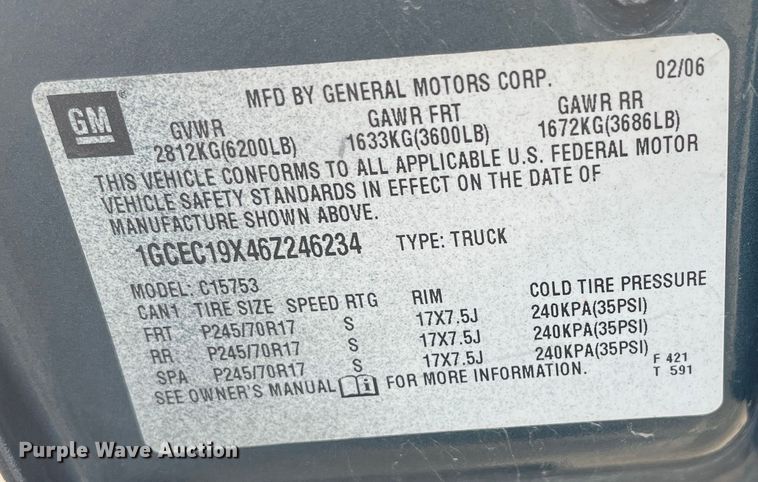 GM
MFD BY GENERAL MOTORS CORP. 02/06
GVWR GAWR FRT GAWR RR
2812KG(6200LB) 1633KG(3600LB) 1672KG(3686LB)
THIS VEHICLE CONFORMS TO ALL APPLICABLE U.S. FEDERAL MOTOR
VEHICLE SAFETY STANDARDS IN EFFECT ON THE DATE OF
MANUFACTURE SHOWN ABOVE.
1GCEC19X46Z246234 TYPE: TRUCK
MODEL: C15753
CAN1 TIRE SIZE SPEED RTG RIM COLD TIRE PRESSURE
FRT P245/70R17 S 17X7.5J 240KPA(35PSI)
RR P245/70R17 S 17X7.5J 240KPA(35PSI)
SPA P245/70R17 S 17X7.5J 240KPA(35PSI)
SEE OWNER'S MANUAL i FOR MORE INFORMATION.
F 421
T 591
Purple Wave Auction